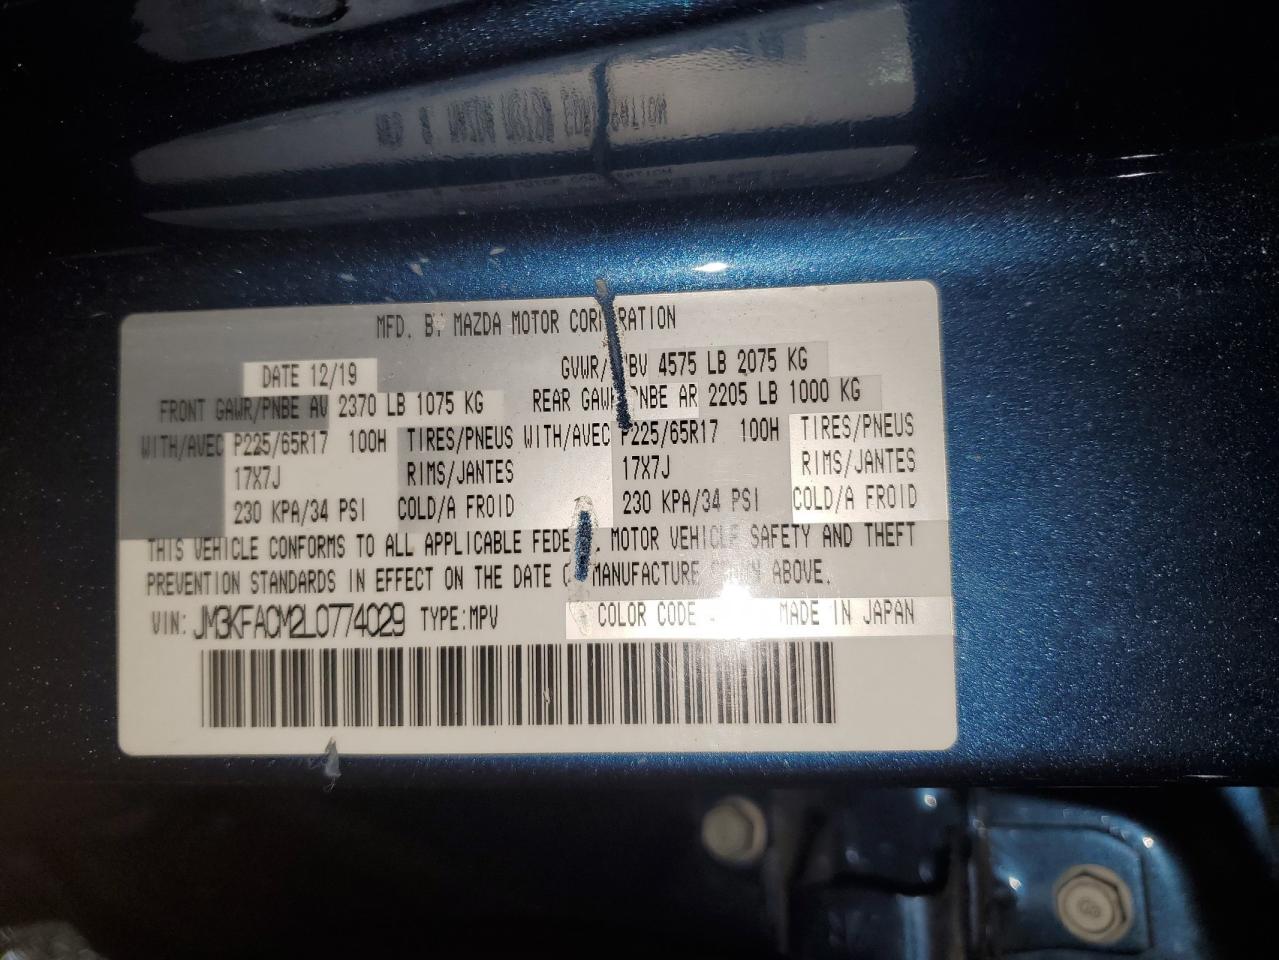 MFD. BY MAZDA MOTOR CORPORATION
DATE 12/19 GVWR/PNBV 4575 LB 2075 KG
FRONT GAWR/PNBE AV 2370 LB 1075 KG REAR GAWR/PNBE AR 2205 LB 1000 KG
WITH/AVEC P225/65R17 100H TIRES/PNEUS WITH/AVEC P225/65R17 100H TIRES/PNEUS
17X7J RIMS/JANTES 17X7J RIMS/JANTES
230 KPA/34 PSI COLD/A FROID 230 KPA/34 PSI COLD/A FROID
THIS VEHICLE CONFORMS TO ALL APPLICABLE FEDERAL MOTOR VEHICLE SAFETY AND THEFT
PREVENTION STANDARDS IN EFFECT ON THE DATE OF MANUFACTURE SHOWN ABOVE.
VIN: JM3KFACM2L0774029 TYPE:MPV COLOR CODE MADE IN JAPAN